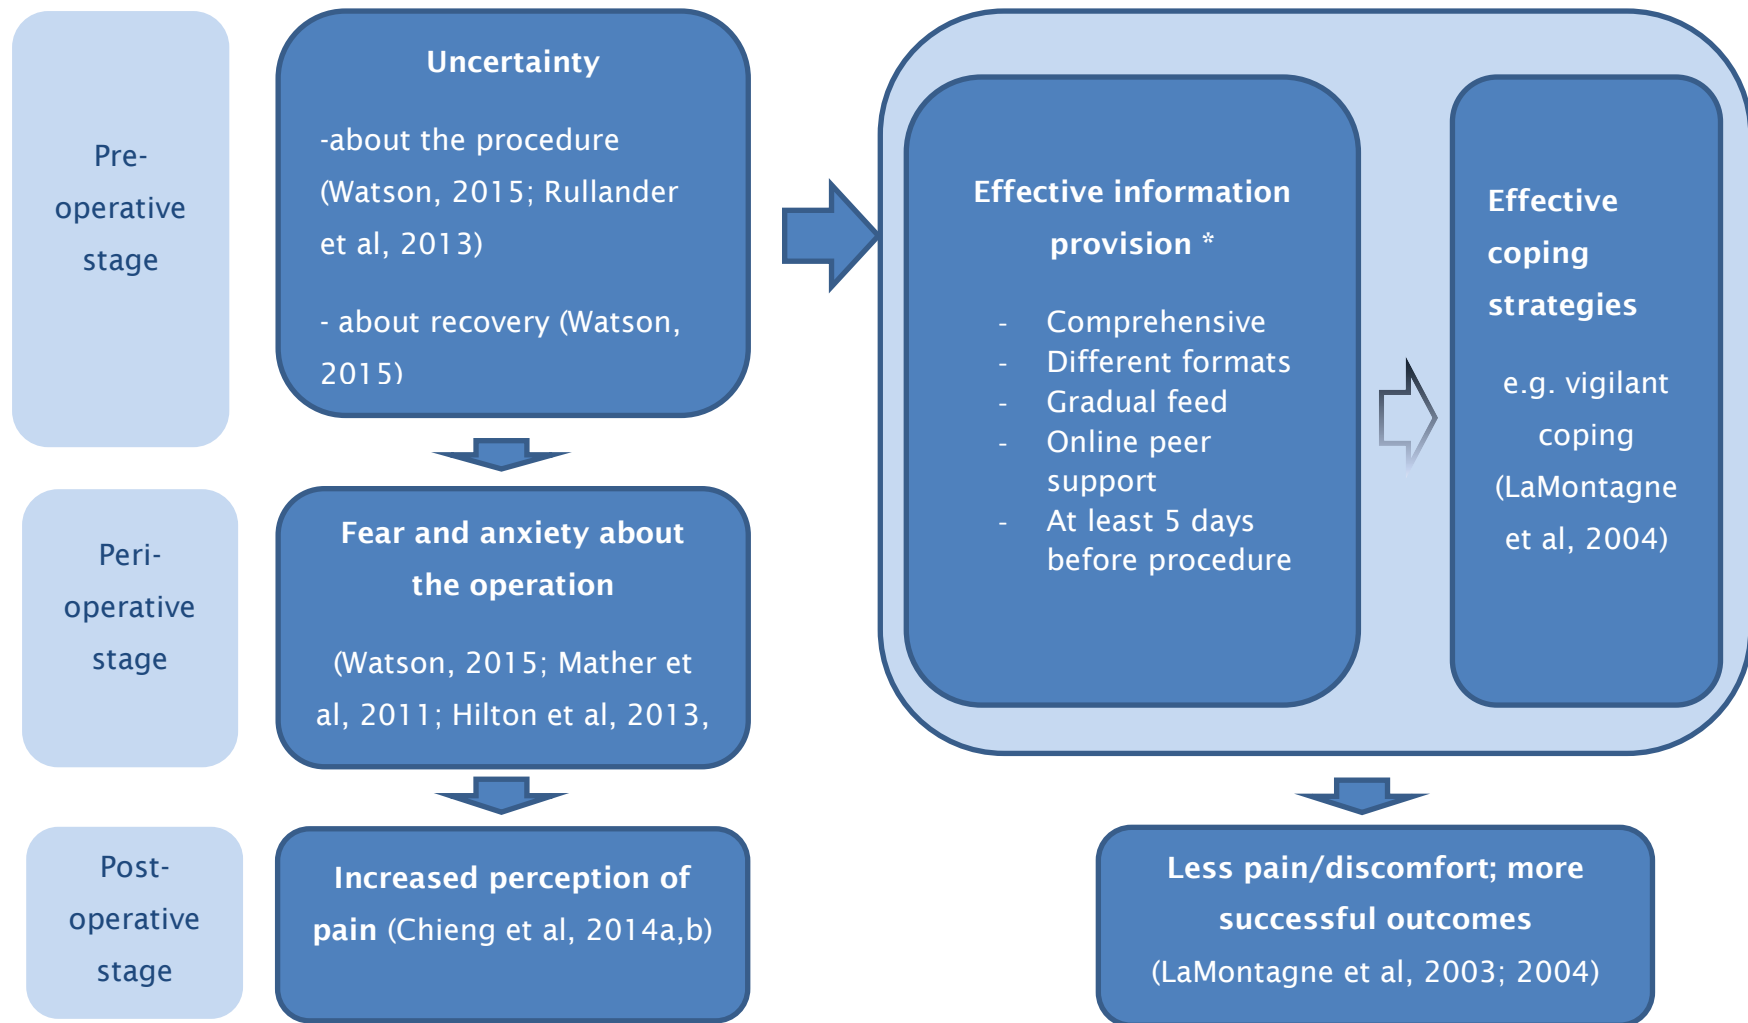 Pre-
operative
stage
Uncertainty
-about the procedure
(Watson, 2015; Rullander
et al, 2013)
- about recovery (Watson,
2015)
Effective information
provision *
- Comprehensive
- Different formats
- Gradual feed
- Online peer
support
- At least 5 days
before procedure
Effective
coping
strategies
e.g. vigilant
coping
(LaMontagne
et al, 2004)
Peri-
operative
stage
Fear and anxiety about
the operation
(Watson, 2015; Mather et
al, 2011; Hilton et al, 2013,
Post-
operative
stage
Increased perception of
pain (Chieng et al, 2014a,b)
Less pain/discomfort; more
successful outcomes
(LaMontagne et al, 2003; 2004)